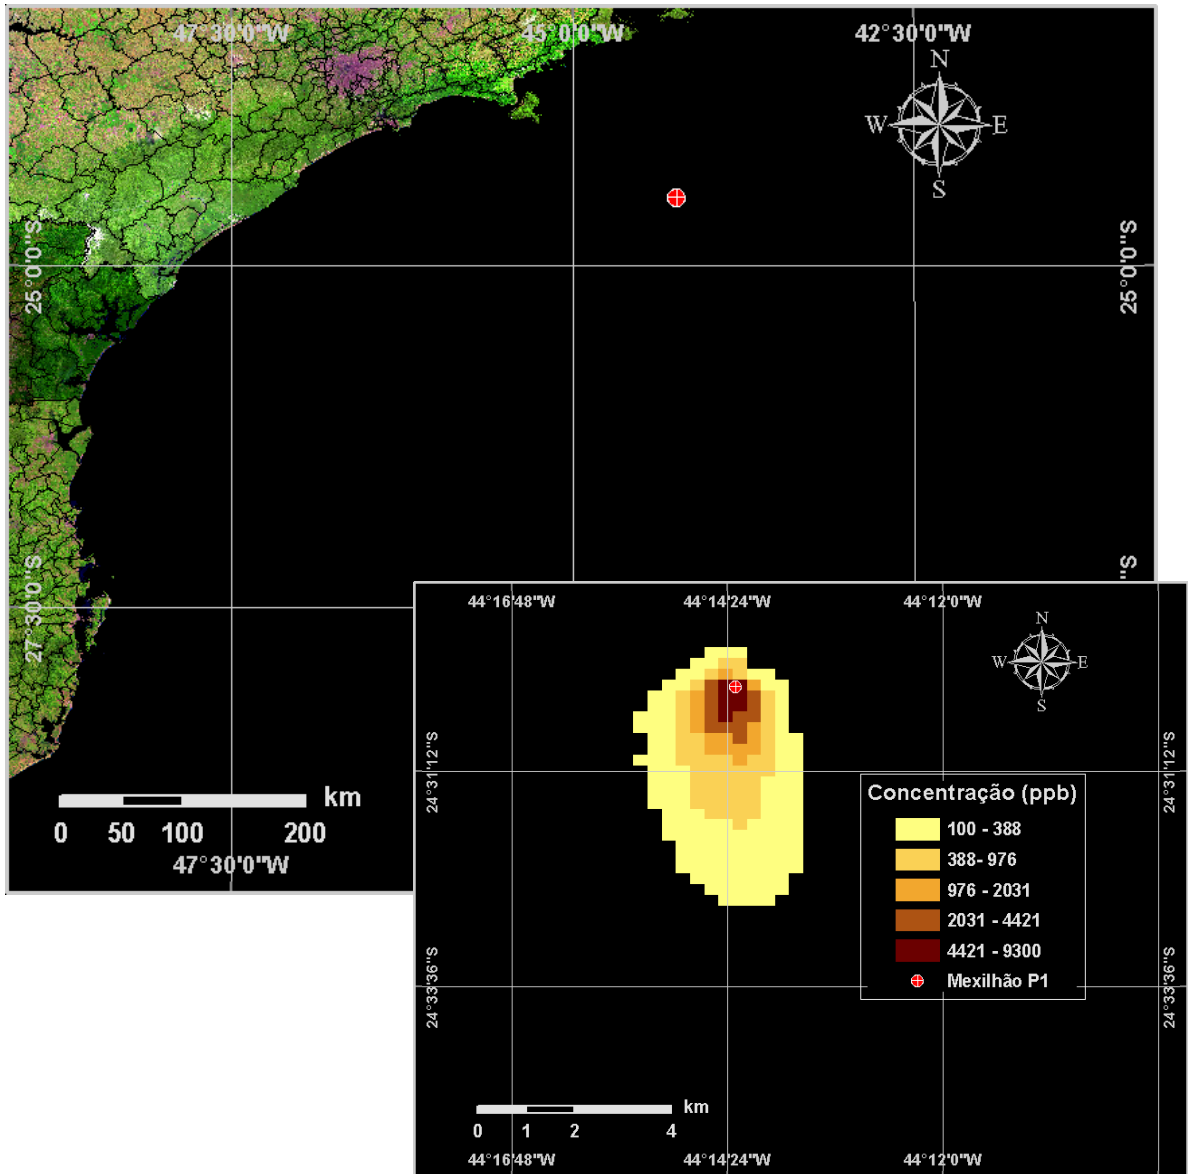 47°30'0"W 45°0'0"W 42°30'0"W
N
W E
S
25°0'0"S 25°0'0"S
27°30'0"S "S
km
0 50 100 200
47°30'0"W
44°16'48"W 44°14'24"W 44°12'0"W
N
W E
S
24°31'12"S 24°31'12"S
Concentração (ppb)
100 - 388
388- 976
976 - 2031
2031 - 4421
4421 - 9300
Mexilhão P1
24°33'36"S 24°33'36"S
km
0 1 2 4
44°16'48"W 44°14'24"W 44°12'0"W